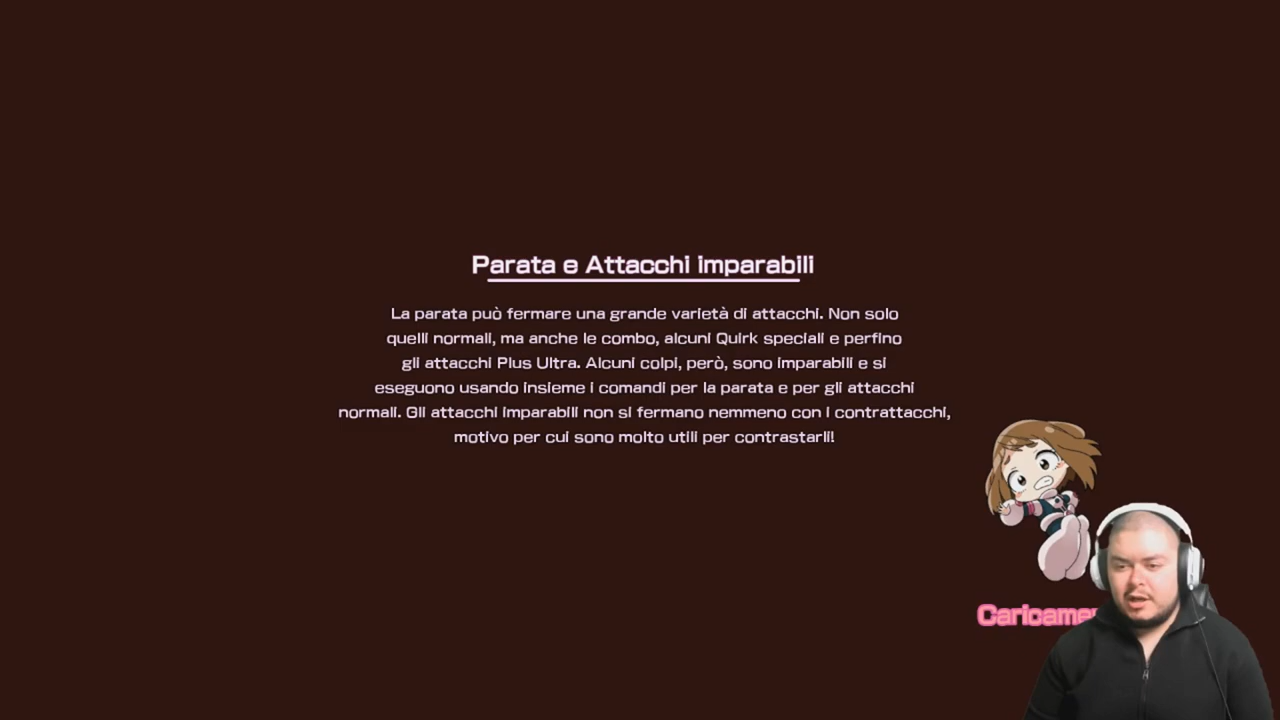 Parata e Attacchi imparabili
La parata può fermare una grande varietà di attacchi. Non solo
quelli normali, ma anche le combo, alcuni Quirk speciali e perfino
gli attacchi Plus Ultra. Alcuni colpi, però, sono imparabili e si
eseguono usando insieme i comandi per la parata e per gli attacchi
normali. Gli attacchi imparabili non si fermano nemmeno con i contrattacchi,
motivo per cui sono molto utili per contrastarli!